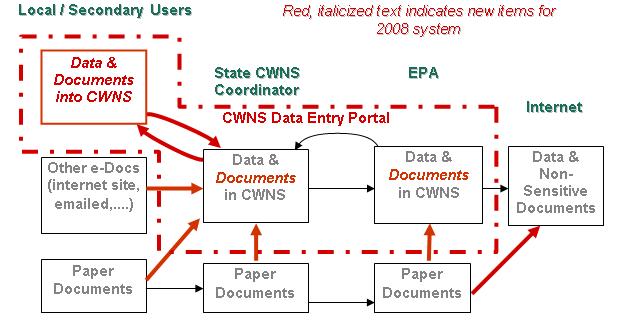 Local / Secondary Users
Red, italicized text indicates new items for
2008 system
Data &
Documents
into CWNS
State CWNS
Coordinator
EPA
Internet
CWNS Data Entry Portal
Other e-Docs
(internet site,
emailed,....)
Data &
Documents
in CWNS
Data &
Documents
in CWNS
Data &
Non-
Sensitive
Documents
Paper
Documents
Paper
Documents
Paper
Documents